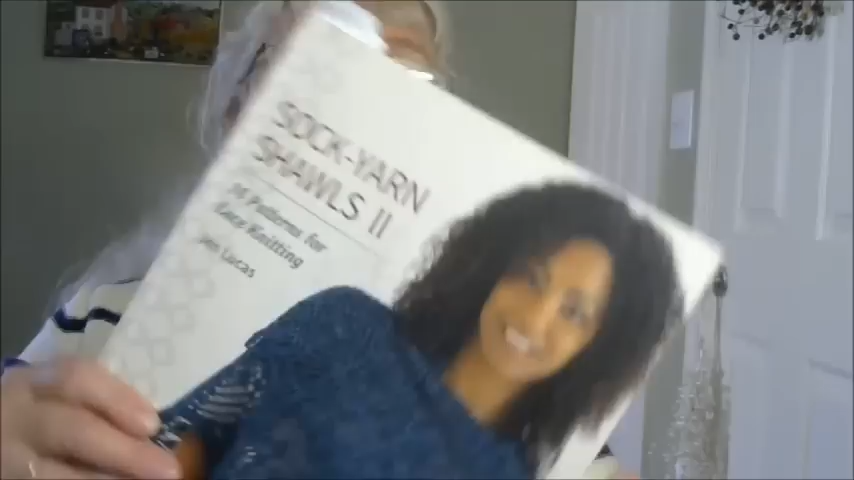 SOCK-YARN
SHAWLS II
16 Patterns for
Lace Knitting
Jen Lucas